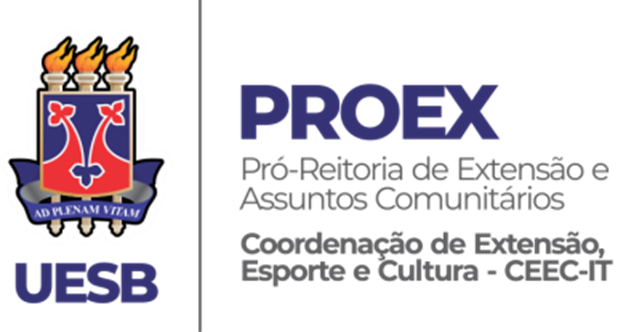 AD PLENAM VITAM
UESB
PROEX
Pró-Reitoria de Extensão e
Assuntos Comunitários
Coordenação de Extensão,
Esporte e Cultura - CEEC-IT